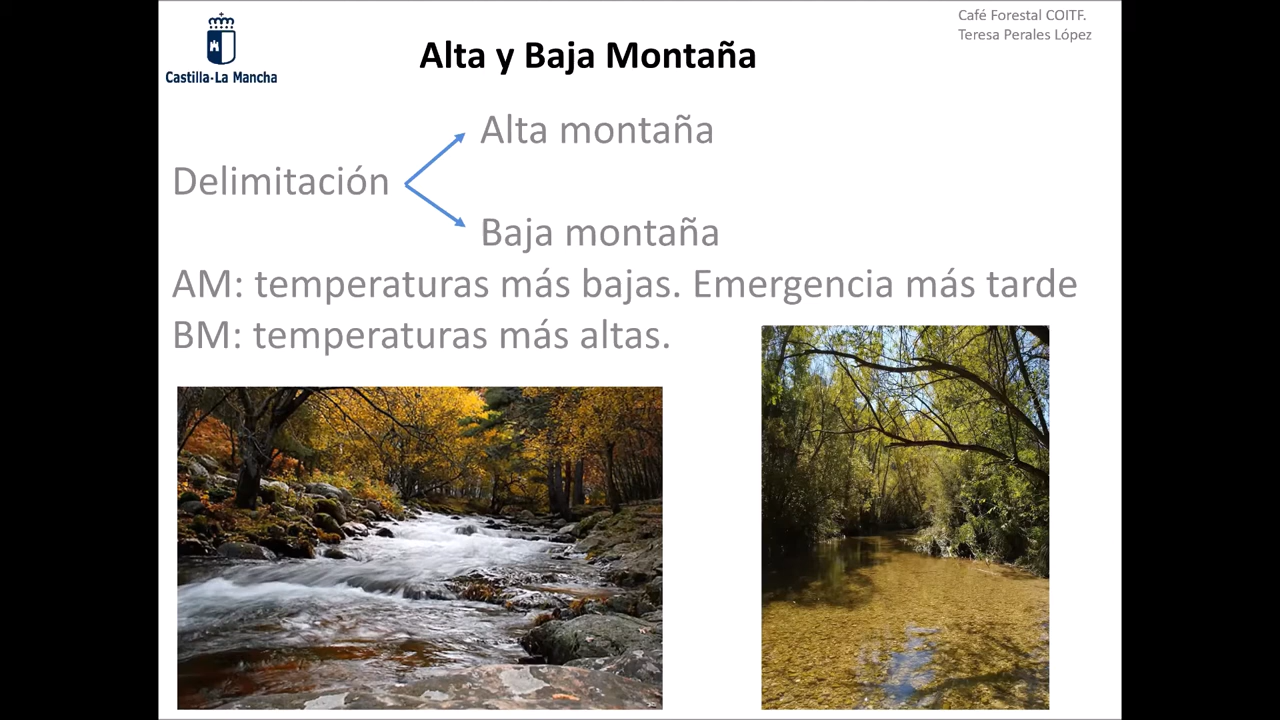 Castilla-La Mancha
Café Forestal COITF.
Teresa Perales López
Alta y Baja Montaña
Alta montaña
Delimitación
Baja montaña
AM: temperaturas más bajas. Emergencia más tarde
BM: temperaturas más altas.